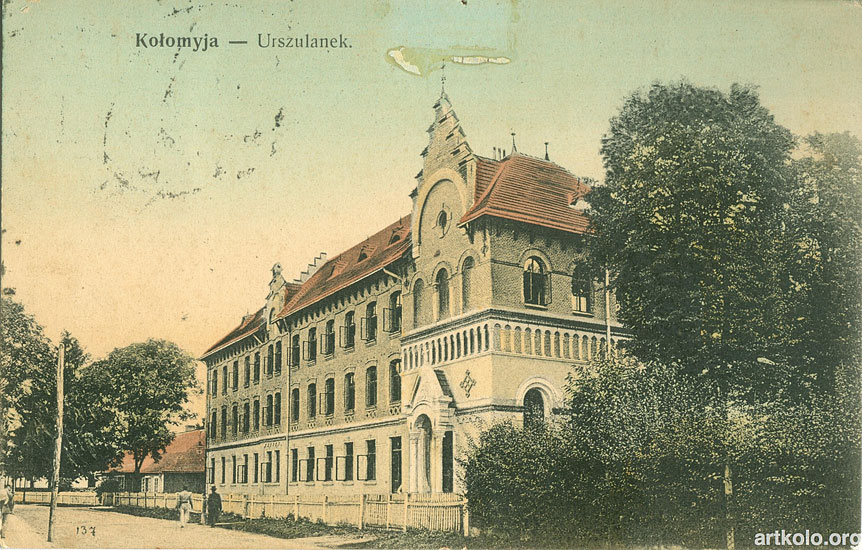 Kołomyja — Urszulanek.
137
artkolo.org